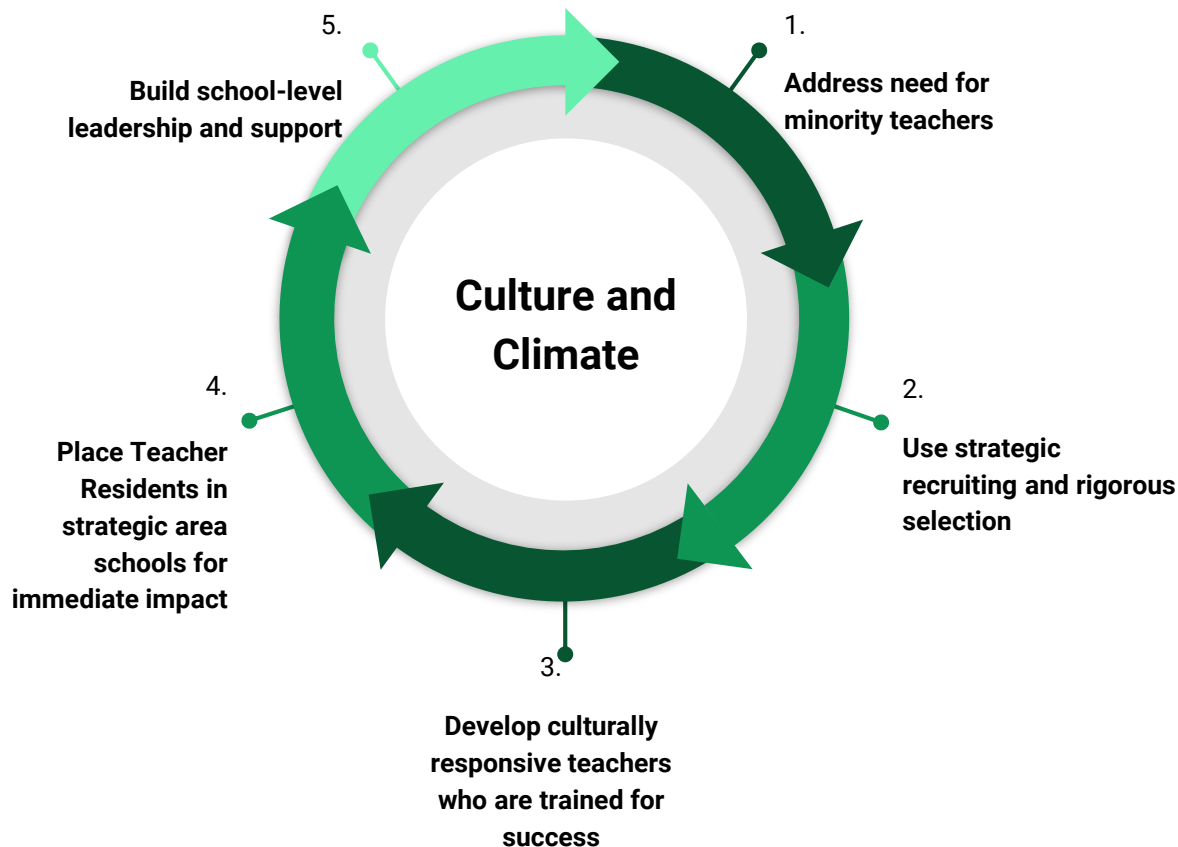 Culture and
Climate
1.
Address need for
minority teachers
2.
Use strategic
recruiting and rigorous
selection
3.
Develop culturally
responsive teachers
who are trained for
success
4.
Place Teacher
Residents in
strategic area
schools for
immediate impact
5.
Build school-level
leadership and support